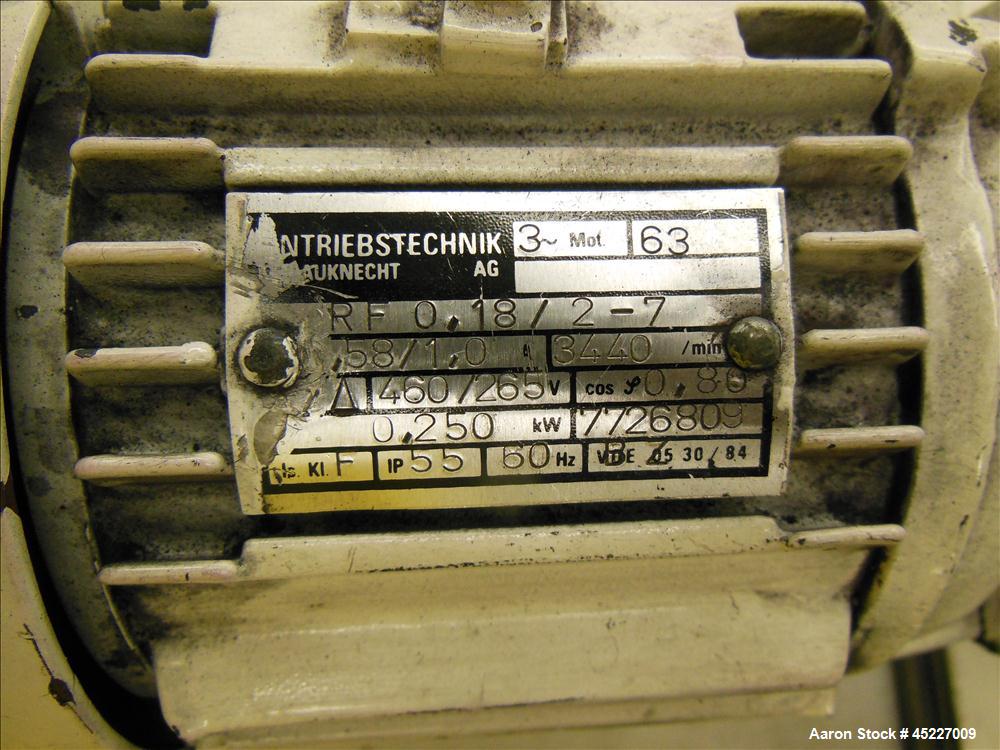 NTRIEBSTECHNIK 3~ Mot. 63
AUKNECHT AG
RF 0,18/2-7
,58/1,0 A 3440 /min
/Δ 460/265 V cos φ 0,80
0,250 kW 7726809
Is. Kl. F IP 55 60 Hz VDE 05 30/84
Aaron Stock # 45227009